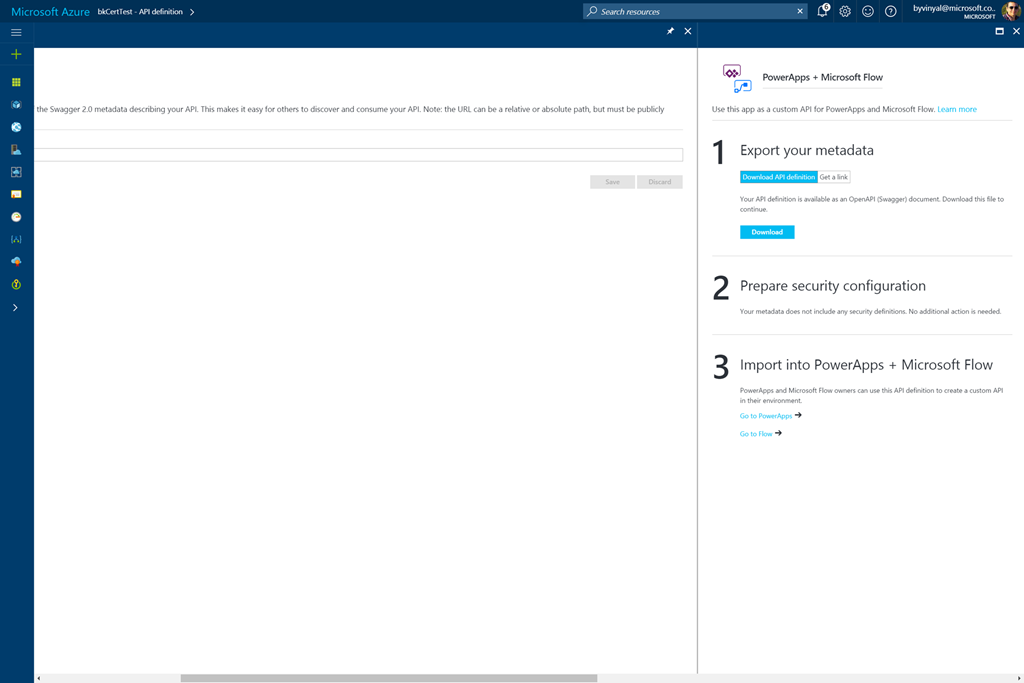 Microsoft Azure bkCertTest - API definition
Search resources
6
byvinyal@microsoft.co...
MICROSOFT
the Swagger 2.0 metadata describing your API. This makes it easy for others to discover and consume your API. Note: the URL can be a relative or absolute path, but must be publicly
Save Discard
PowerApps + Microsoft Flow
Use this app as a custom API for PowerApps and Microsoft Flow. Learn more
1 Export your metadata
Download API definition Get a link
Your API definition is available as an OpenAPI (Swagger) document. Download this file to
continue.
Download
2 Prepare security configuration
Your metadata does not include any security definitions. No additional action is needed.
3 Import into PowerApps + Microsoft Flow
PowerApps and Microsoft Flow owners can use this API definition to create a custom API
in their environment.
Go to PowerApps
Go to Flow